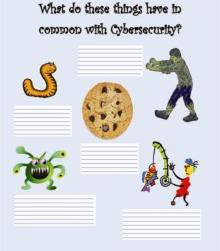 What do these things have in
common with Cybersecurity?